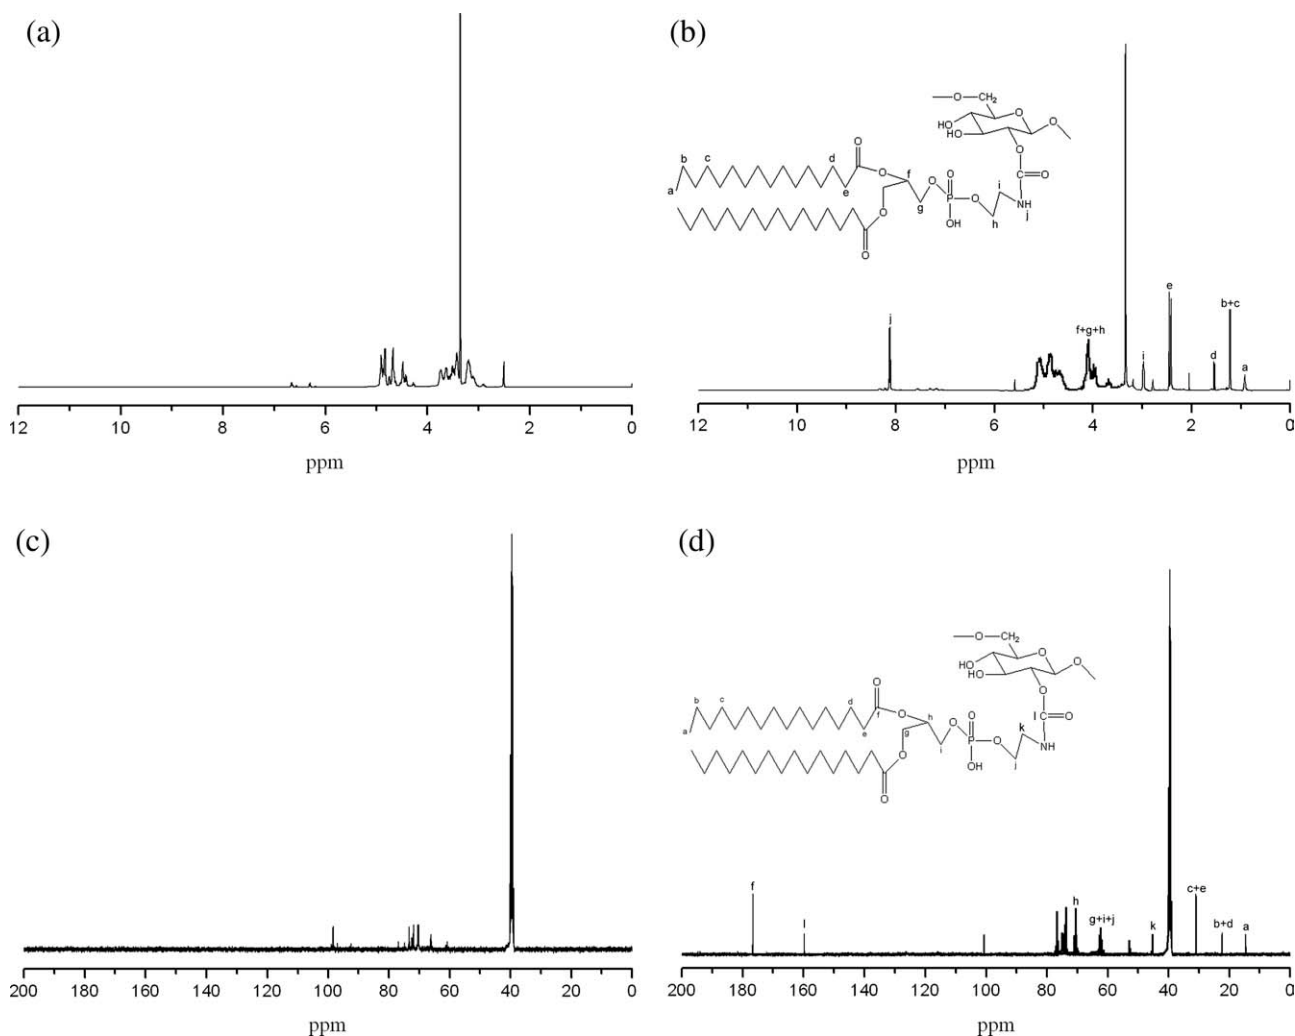 (a)
12 10 8 6 4 2 0
ppm
(b)
O CH₂
HO O
HO O
O
d O O
b c O f O P O i O
a e g OH h NH
j
O
O
j f+g+h i e d b+c a
12 10 8 6 4 2 0
ppm
(c)
200 180 160 140 120 100 80 60 40 20 0
ppm
(d)
O CH₂
HO O
HO O
O
b c d O O
a f O h O P O k l O
e g i OH j NH
O
O
f l h g+i+j k c+e b+d a
200 180 160 140 120 100 80 60 40 20 0
ppm